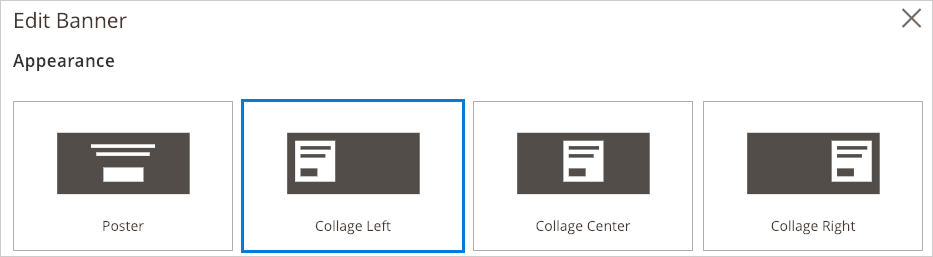 Edit Banner
Appearance
Poster
Collage Left
Collage Center
Collage Right